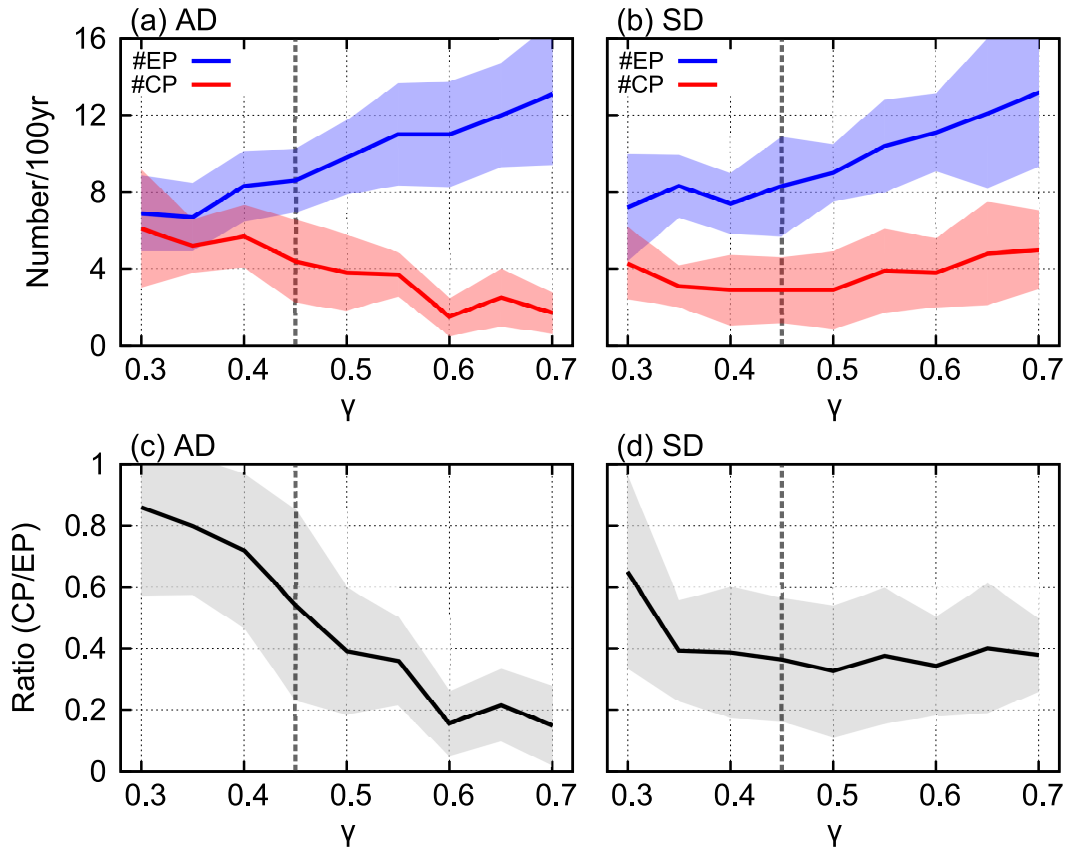 (a) AD
(b) SD
16
12
8
4
0
Number/100yr
#EP
#CP
#EP
#CP
0.3 0.4 0.5 0.6 0.7
0.3 0.4 0.5 0.6 0.7
γ
γ
(c) AD
(d) SD
1
0.8
0.6
0.4
0.2
0
Ratio (CP/EP)
0.3 0.4 0.5 0.6 0.7
0.3 0.4 0.5 0.6 0.7
γ
γ